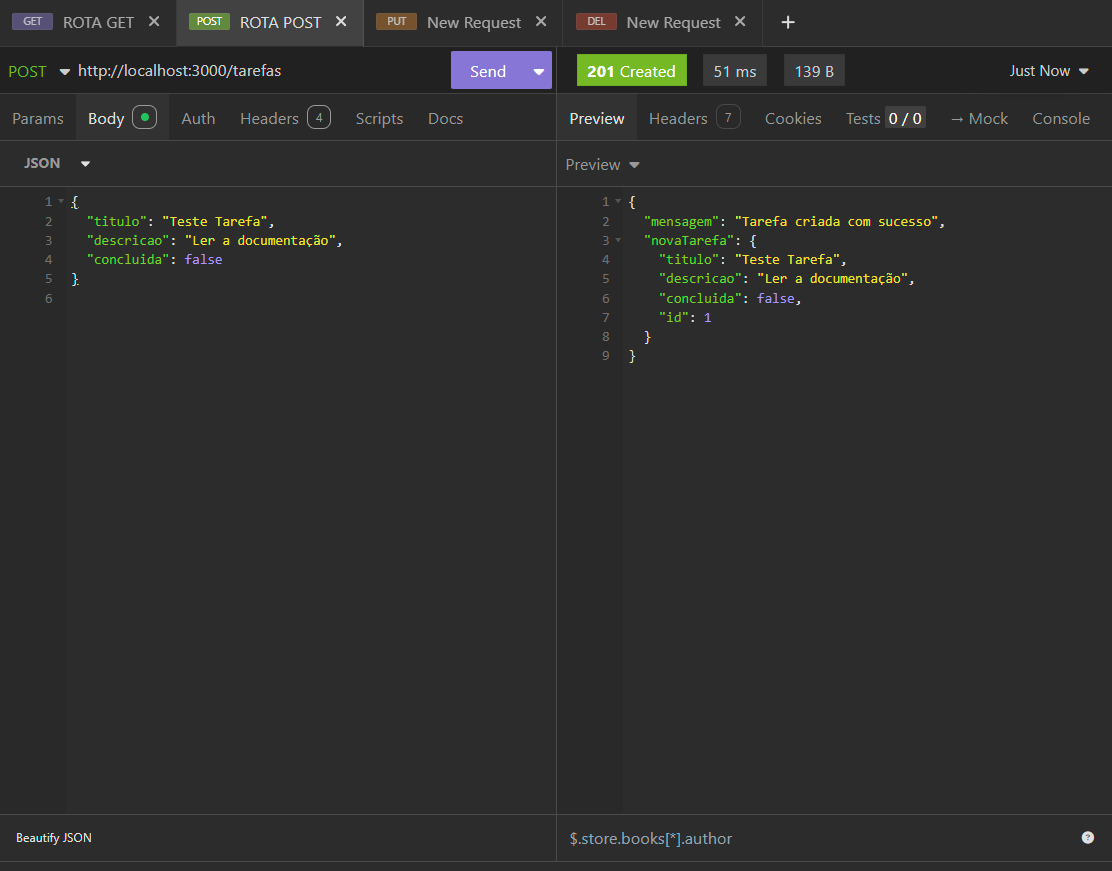 GET ROTA GET × POST ROTA POST × PUT New Request × DEL New Request × +
POST http://localhost:3000/tarefas Send 201 Created 51 ms 139 B Just Now
Params Body Auth Headers 4 Scripts Docs Preview Headers 7 Cookies Tests 0 / 0 → Mock Console
JSON
Preview
1 {
2 "titulo": "Teste Tarefa",
3 "descricao": "Ler a documentação",
4 "concluida": false
5 }
6
1 {
2 "mensagem": "Tarefa criada com sucesso",
3 "novaTarefa": {
4 "titulo": "Teste Tarefa",
5 "descricao": "Ler a documentação",
6 "concluida": false,
7 "id": 1
8 }
9 }
Beautify JSON
$.store.books[*].author ?